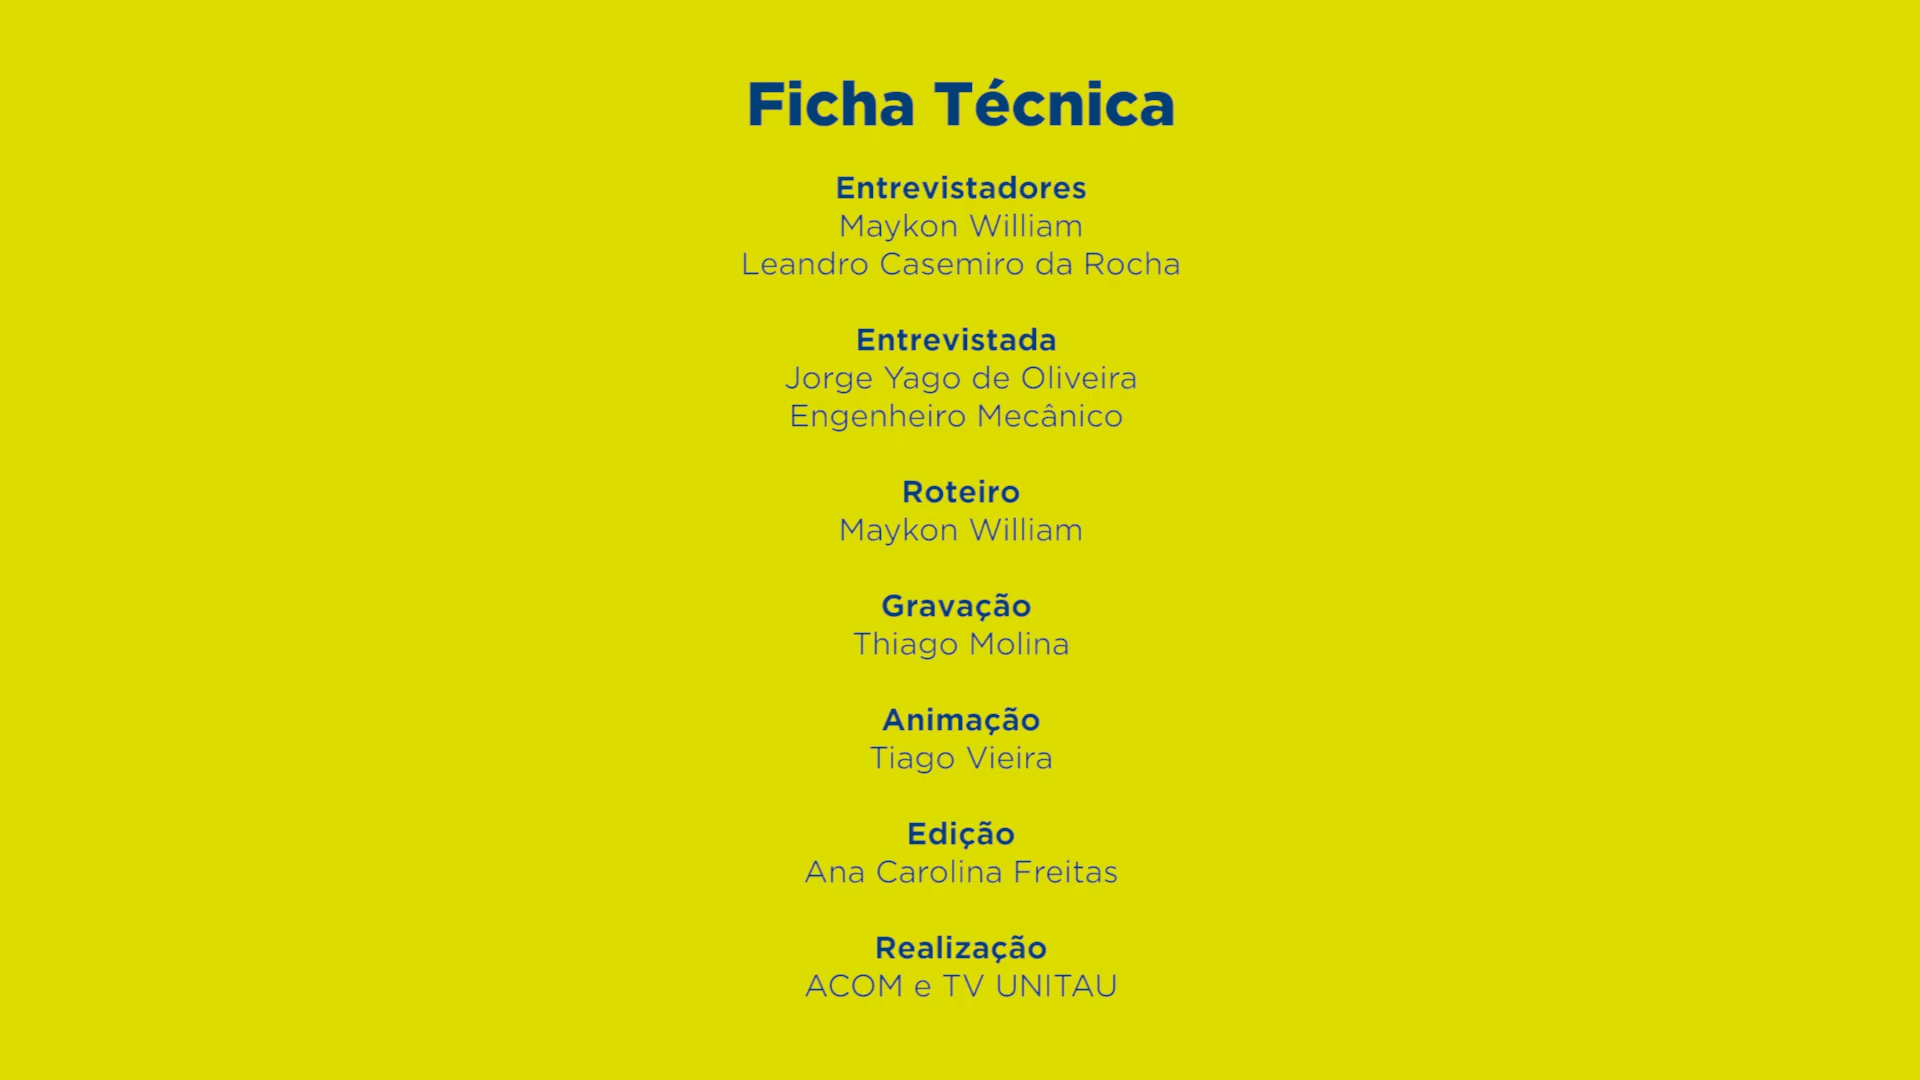 Ficha Técnica
Entrevistadores
Maykon William
Leandro Casemiro da Rocha
Entrevistada
Jorge Yago de Oliveira
Engenheiro Mecânico
Roteiro
Maykon William
Gravação
Thiago Molina
Animação
Tiago Vieira
Edição
Ana Carolina Freitas
Realização
ACOM e TV UNITAU